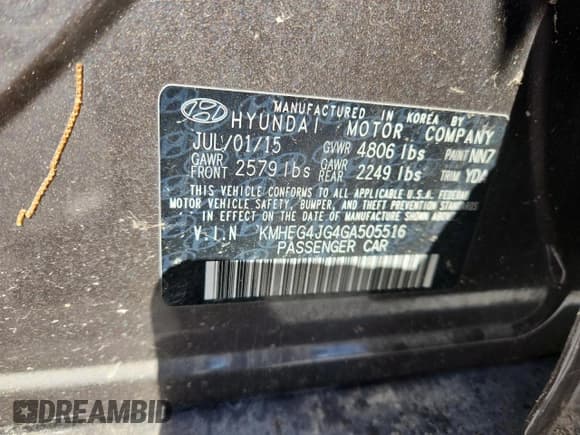 MANUFACTURED IN KOREA BY
HYUNDAI MOTOR COMPANY
JUL/01/15 GVWR 4806 lbs PAINT NN7
GAWR FRONT 2579 lbs GAWR REAR 2249 lbs TRIM YDA
THIS VEHICLE CONFORMS TO ALL APPLICABLE U.S.A. FEDERAL
MOTOR VEHICLE SAFETY, BUMPER, AND THEFT PREVENTION STANDARDS
IN EFFECT ON THE DATE OF MANUFACTURE SHOWN ABOVE.
V.I.N KMHEG4JG4GA505516
PASSENGER CAR
DREAMBID